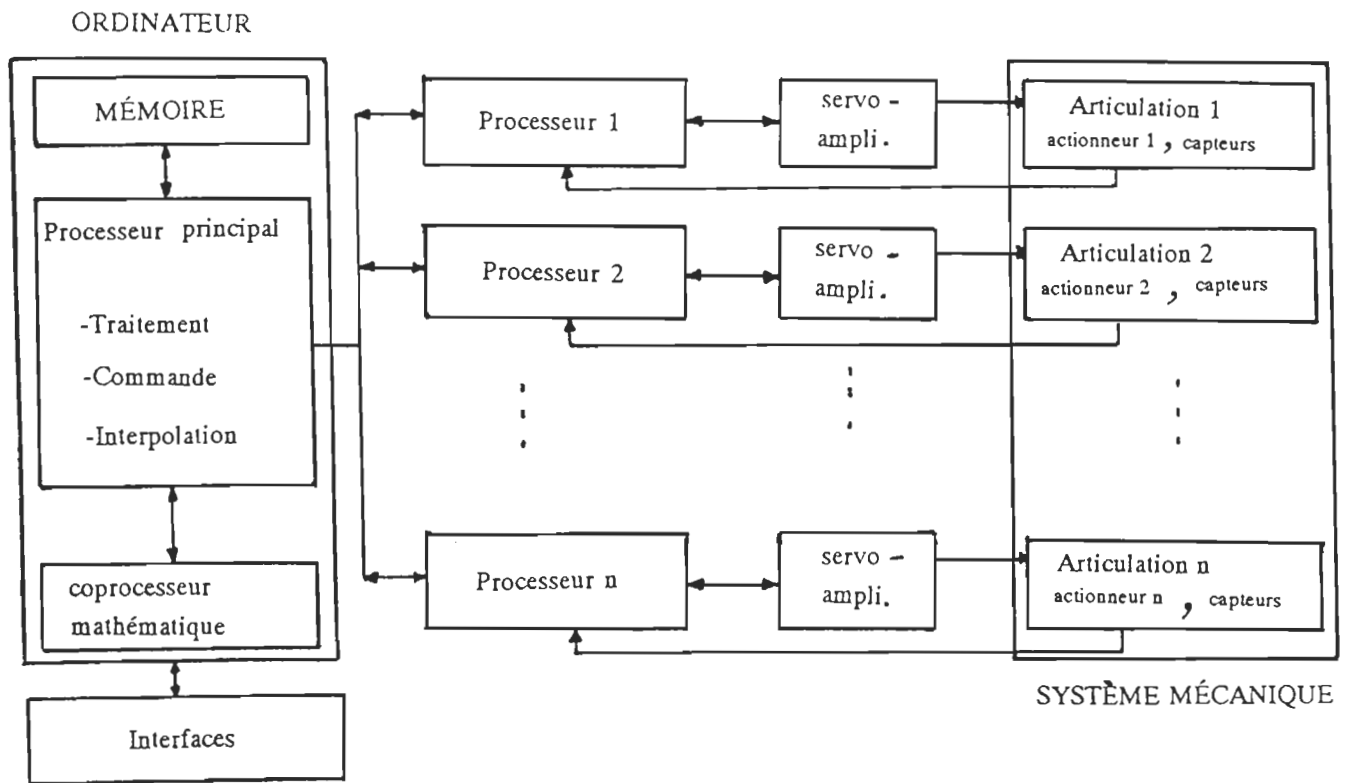 ORDINATEUR
MÉMOIRE
Processeur principal
-Traitement
-Commande
-Interpolation
coprocesseur
mathématique
Interfaces
Processeur 1
servo -
ampli.
Articulation 1
actionneur 1 , capteurs
Processeur 2
servo -
ampli.
Articulation 2
actionneur 2 , capteurs
Processeur n
servo -
ampli.
Articulation n
actionneur n , capteurs
SYSTÈME MÉCANIQUE